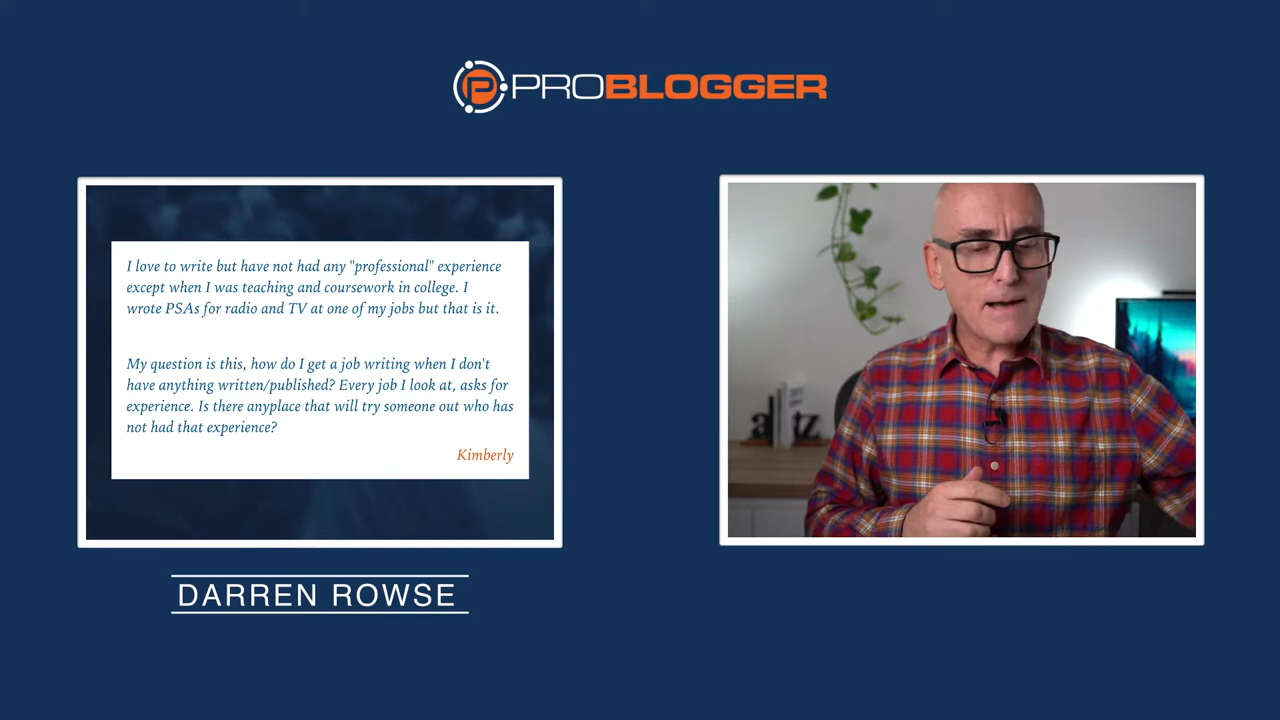 PROBLOGGER
I love to write but have not had any "professional" experience
except when I was teaching and coursework in college. I
wrote PSAs for radio and TV at one of my jobs but that is it.
My question is this, how do I get a job writing when I don't
have anything written/published? Every job I look at, asks for
experience. Is there anyplace that will try someone out who has
not had that experience?
Kimberly
DARREN ROWSE